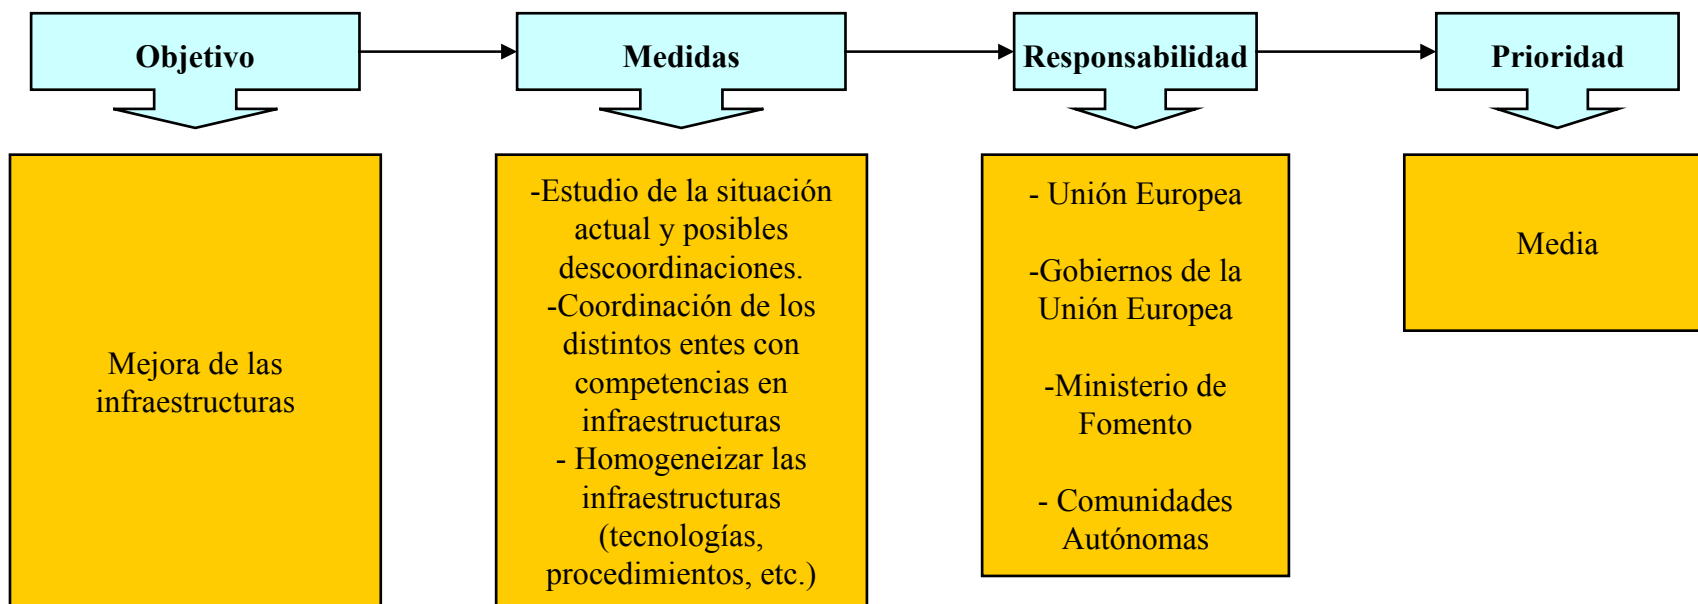 Objetivo
Medidas
Responsabilidad
Prioridad
Mejora de las
infraestructuras
-Estudio de la situación
actual y posibles
descoordinaciones.
-Coordinación de los
distintos entes con
competencias en
infraestructuras
- Homogeneizar las
infraestructuras
(tecnologías,
procedimientos, etc.)
- Unión Europea
-Gobiernos de la
Unión Europea
-Ministerio de
Fomento
- Comunidades
Autónomas
Media